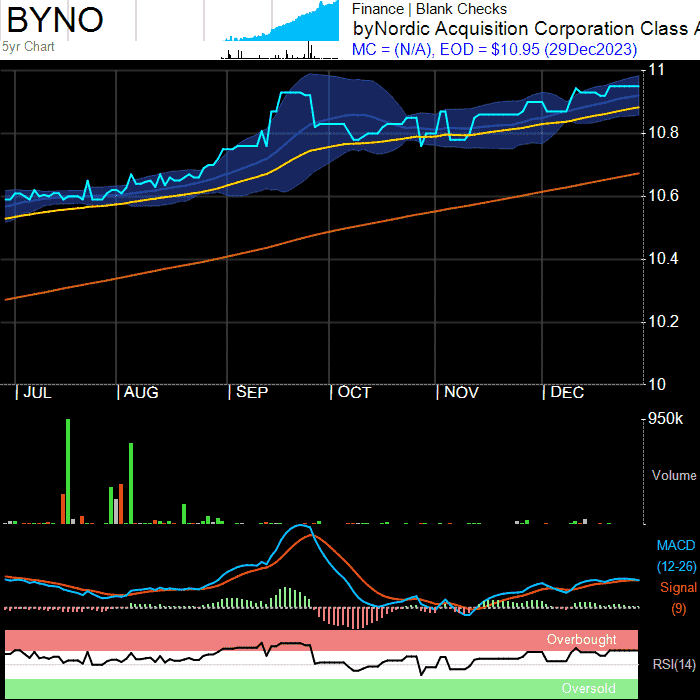 BYNO
5yr Chart
Finance | Blank Checks
byNordic Acquisition Corporation Class A
MC = (N/A), EOD = $10.95 (29Dec2023)
11
10.8
10.6
10.4
10.2
10
JUL AUG SEP OCT NOV DEC
950k
Volume
MACD
(12-26)
Signal
(9)
Overbought
RSI(14)
Oversold